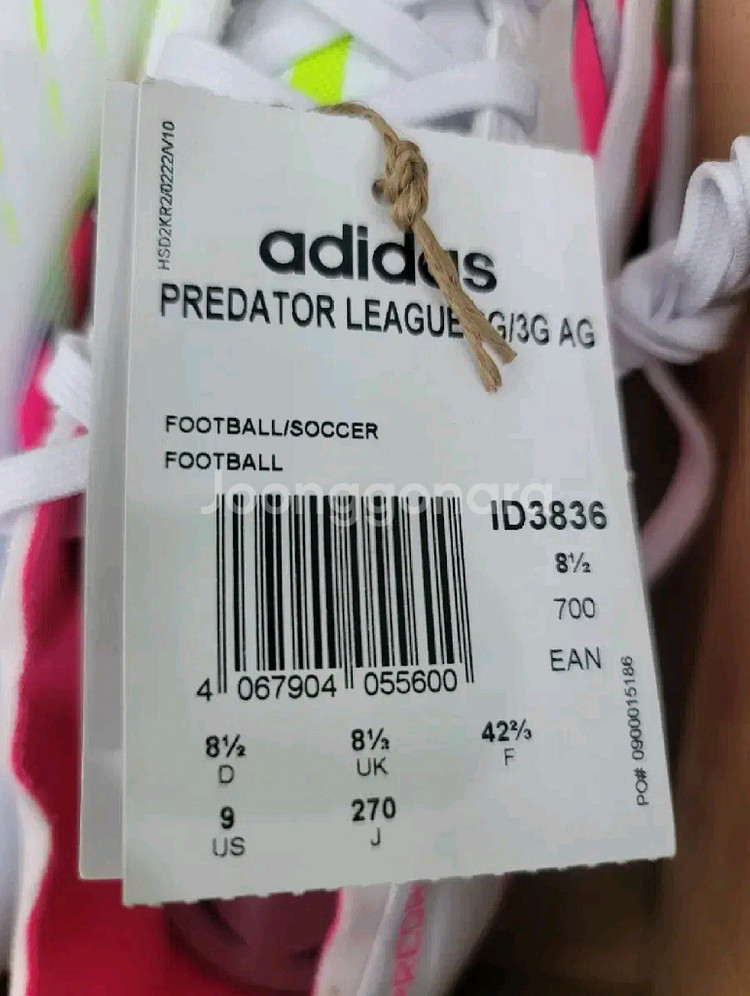 HSD2KR2/0222/V10
adidas
PREDATOR LEAGUE G/3G AG
FOOTBALL/SOCCER
FOOTBALL
Joonggonara
ID3836
8½
700
EAN
4 067904 055600
8½ 8½ 42⅔
D UK F
9 270
US J
PO# 0900015186